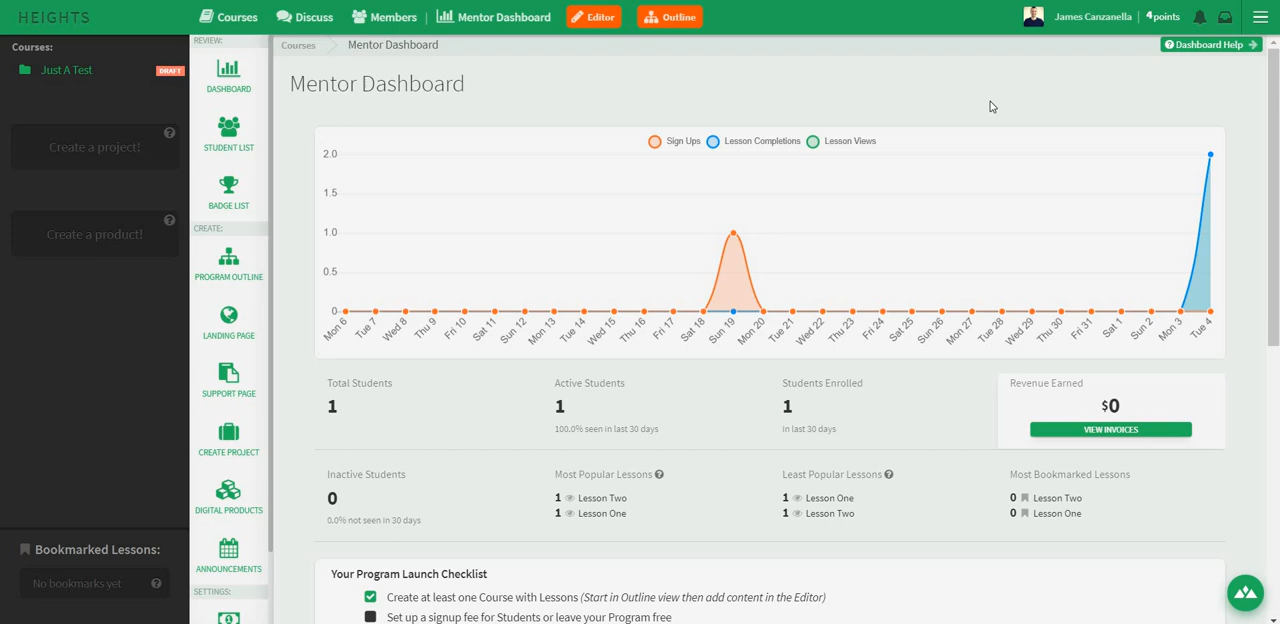 HEIGHTS
Courses
Discuss
Members
Mentor Dashboard
Editor
Outline
James Canzanella
4points
Courses:
Just A Test
DRAFT
Create a project!
Create a product!
Bookmarked Lessons:
No bookmarks yet
REVIEW:
DASHBOARD
STUDENT LIST
BADGE LIST
CREATE:
PROGRAM OUTLINE
LANDING PAGE
SUPPORT PAGE
CREATE PROJECT
DIGITAL PRODUCTS
ANNOUNCEMENTS
SETTINGS:
Courses
Mentor Dashboard
Dashboard Help
Mentor Dashboard
Sign Ups
Lesson Completions
Lesson Views
2.0
1.5
1.0
0.5
0
Mon 6
Tue 7
Wed 8
Thu 9
Fri 10
Sat 11
Sun 12
Mon 13
Tue 14
Wed 15
Thu 16
Fri 17
Sat 18
Sun 19
Mon 20
Tue 21
Wed 22
Thu 23
Fri 24
Sat 25
Sun 26
Mon 27
Tue 28
Wed 29
Thu 30
Fri 31
Sat 1
Sun 2
Mon 3
Tue 4
Total Students
1
Active Students
1
100.0% seen in last 30 days
Students Enrolled
1
In last 30 days
Revenue Earned
$0
VIEW INVOICES
Inactive Students
0
0.0% not seen in 30 days
Most Popular Lessons
1 Lesson Two
1 Lesson One
Least Popular Lessons
1 Lesson One
1 Lesson Two
Most Bookmarked Lessons
0 Lesson Two
0 Lesson One
Your Program Launch Checklist
Create at least one Course with Lessons (Start in Outline view then add content in the Editor)
Set up a signup fee for Students or leave your Program free